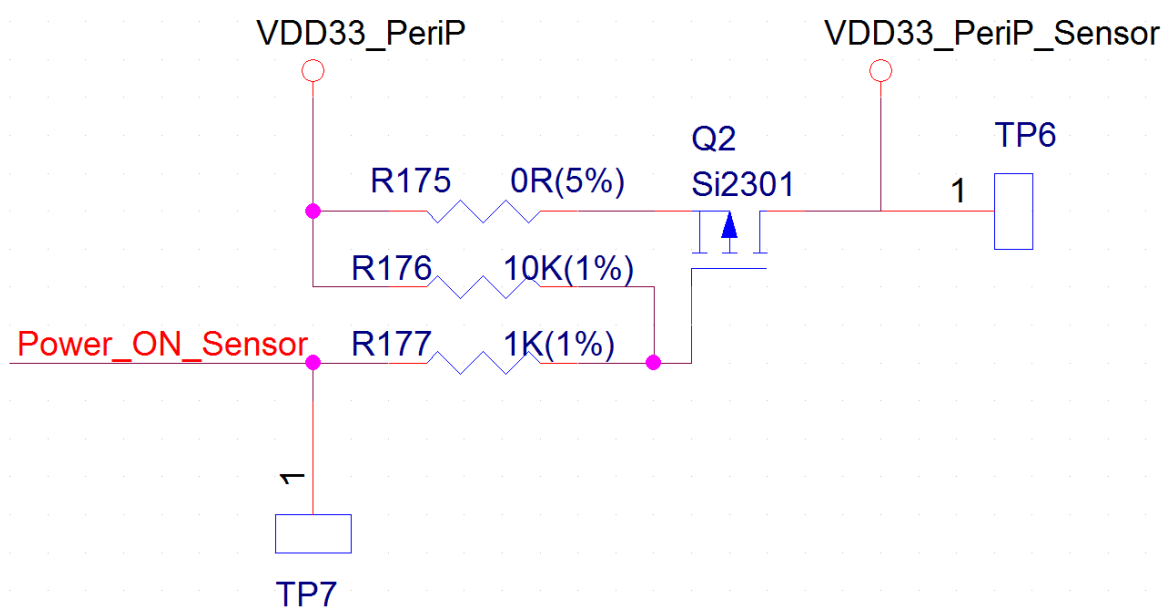 VDD33_PeriP
VDD33_PeriP_Sensor
Q2
TP6
R175 0R(5%)
Si2301
1
R176 10K(1%)
Power_ON_Sensor
R177 1K(1%)
1
TP7